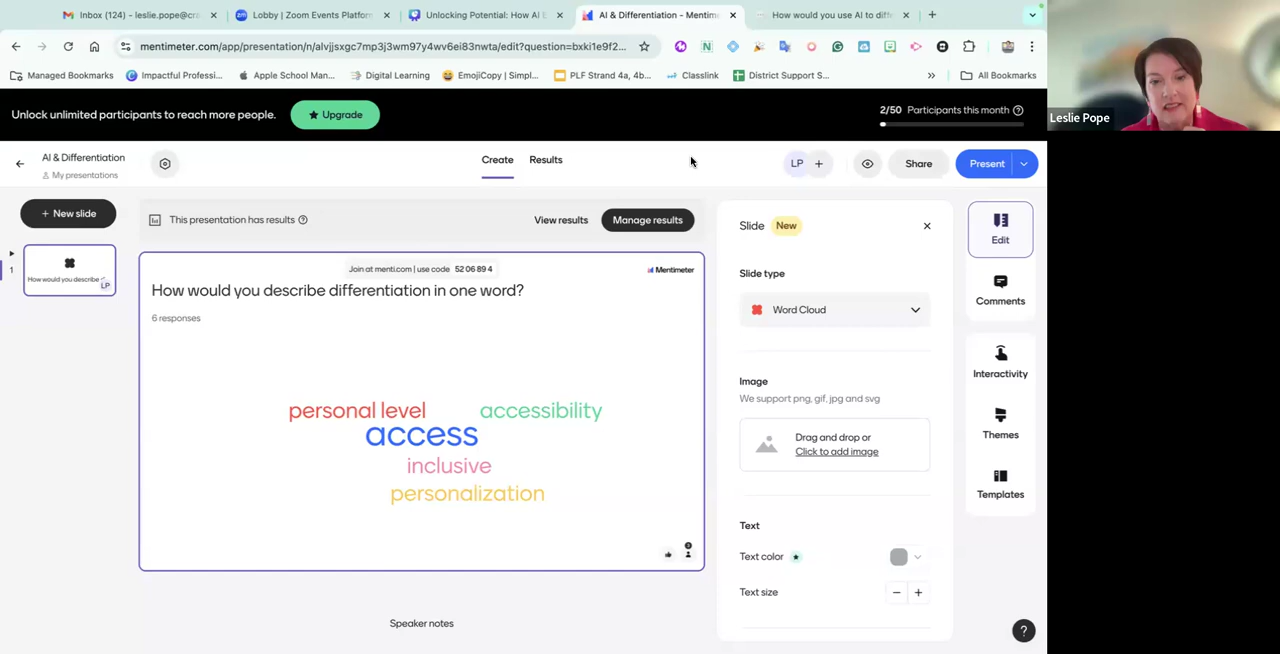 Inbox (124) - leslie.pope@cr
Lobby | Zoom Events Platform
Unlocking Potential: How AI
AI & Differentiation - Mentime
How would you use AI to diff
mentimeter.com/app/presentation/n/alvjjsxgc7mp3j3wm97y4wv6ei83nwta/edit?question=bxki1e9f2...
Managed Bookmarks
Impactful Professi...
Apple School Man...
Digital Learning
EmojiCopy | Simpl...
PLF Strand 4a, 4b...
Classlink
District Support S...
All Bookmarks
Unlock unlimited participants to reach more people.
Upgrade
2/50 Participants this month
Leslie Pope
AI & Differentiation
My presentations
Create
Results
LP
Share
Present
+ New slide
This presentation has results
View results
Manage results
1
How would you describe
LP
Join at menti.com | use code 52 06 89 4
Mentimeter
How would you describe differentiation in one word?
6 responses
personal level
accessibility
access
inclusive
personalization
Speaker notes
Slide New
Slide type
Word Cloud
Image
We support png, gif, jpg and svg
Drag and drop or
Click to add image
Text
Text color
Text size
Edit
Comments
Interactivity
Themes
Templates
?